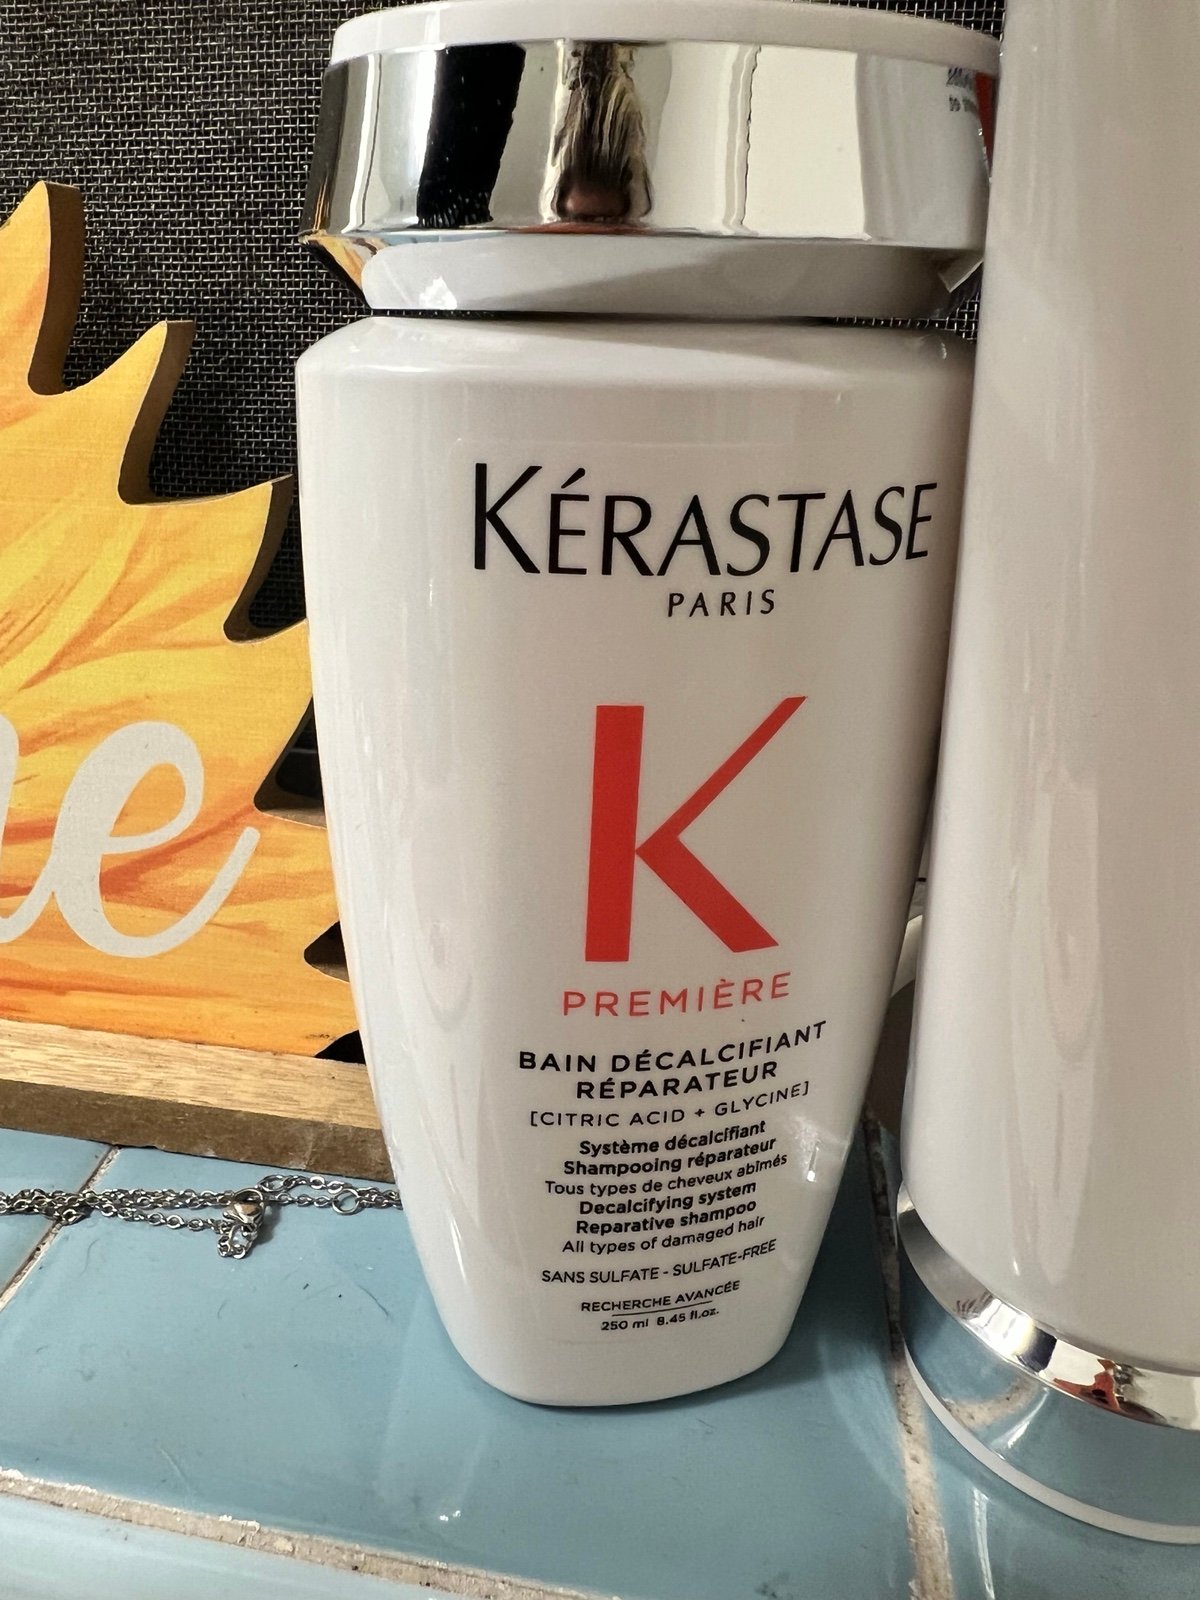 KÉRASTASE
PARIS
K
PREMIÈRE
BAIN DÉCALCIFIANT
RÉPARATEUR
[CITRIC ACID + GLYCINE]
Système décalcifiant
Shampooing réparateur
Tous types de cheveux abîmés
Decalcifying system
Reparative shampoo
All types of damaged hair
SANS SULFATE - SULFATE-FREE
RECHERCHE AVANCÉE
250 ml 8.45 fl.oz.